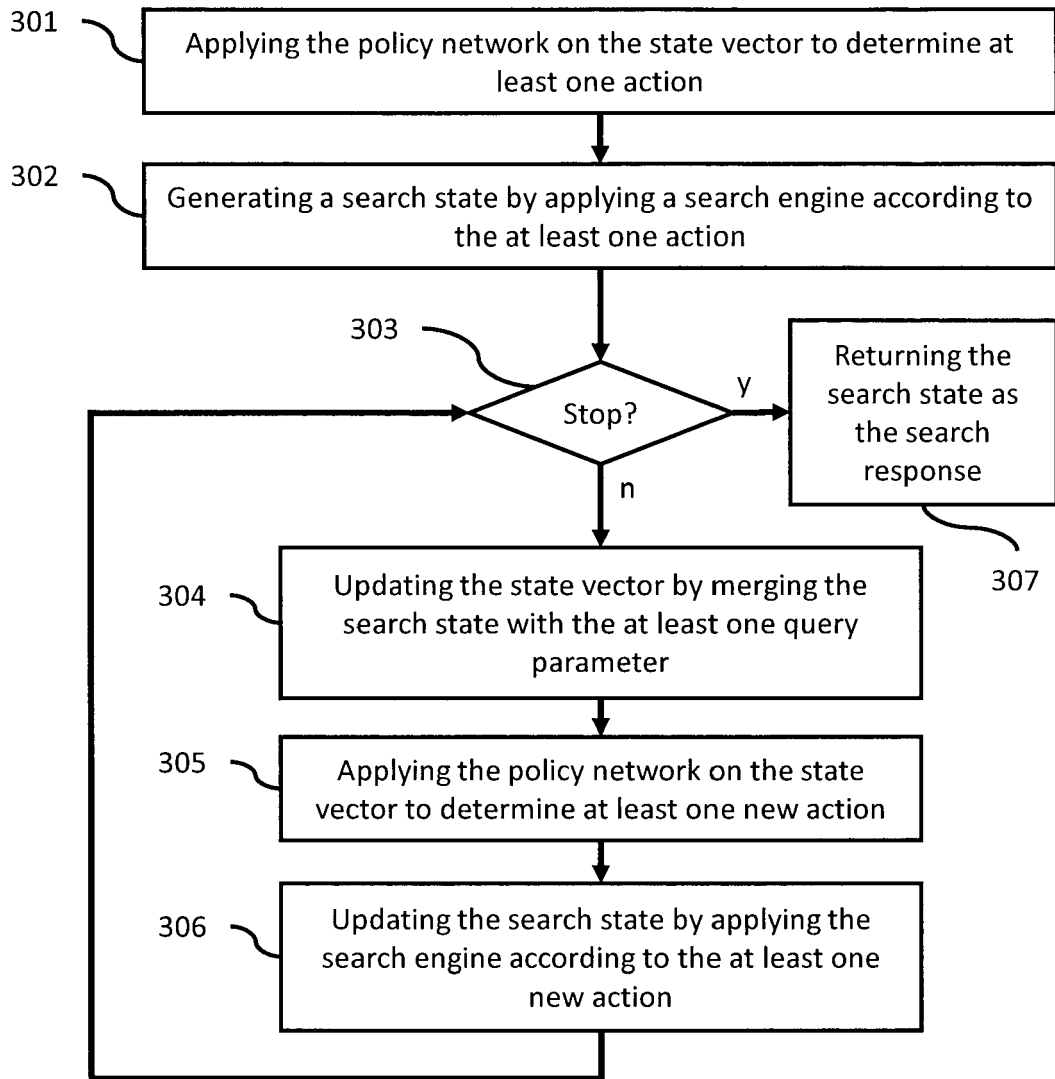 301
Applying the policy network on the state vector to determine at
least one action
302
Generating a search state by applying a search engine according to
the at least one action
303
Stop?
y
Returning the
search state as
the search
response
307
n
304
Updating the state vector by merging the
search state with the at least one query
parameter
305
Applying the policy network on the state
vector to determine at least one new action
306
Updating the search state by applying the
search engine according to the at least one
new action